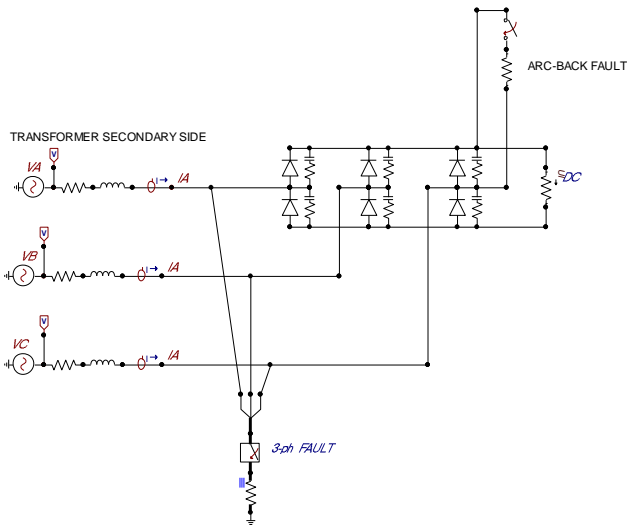 ARC-BACK FAULT
TRANSFORMER SECONDARY SIDE
VA
V
I
IA
DC
VB
V
I
IA
VC
V
I
IA
3-ph FAULT